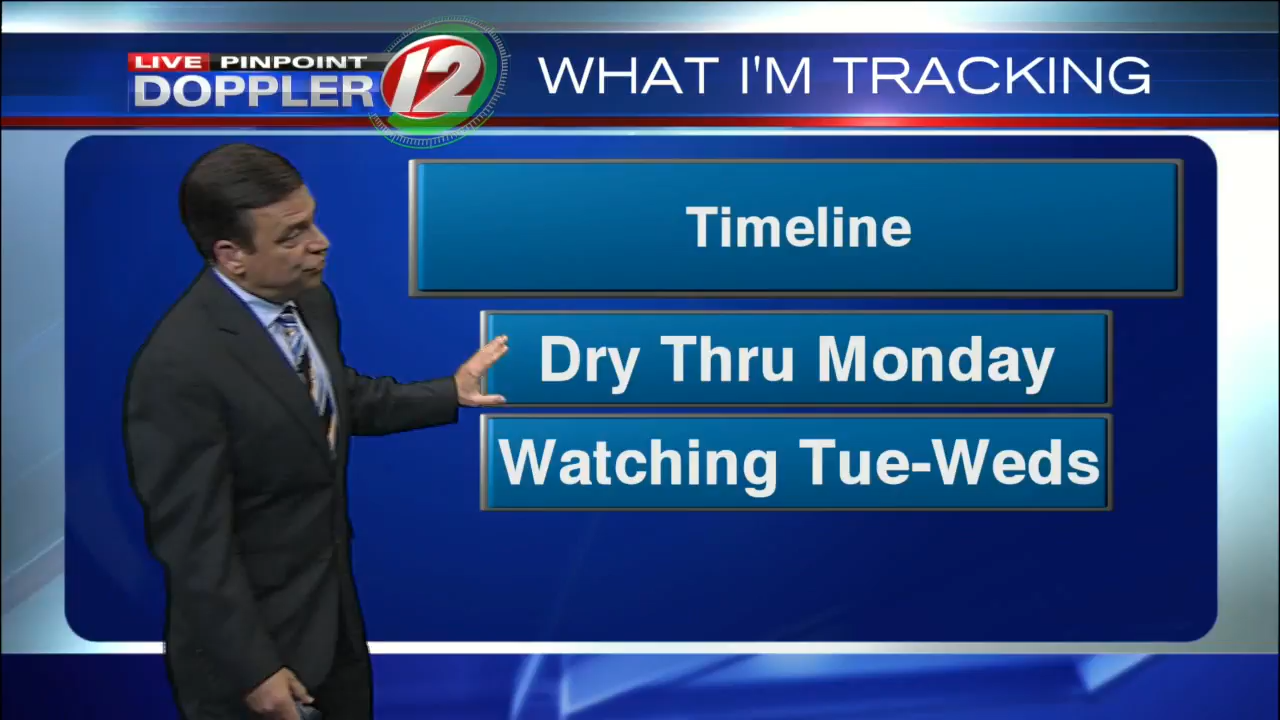 LIVE PINPOINT
DOPPLER 12
WHAT I'M TRACKING
Timeline
Dry Thru Monday
Watching Tue-Weds